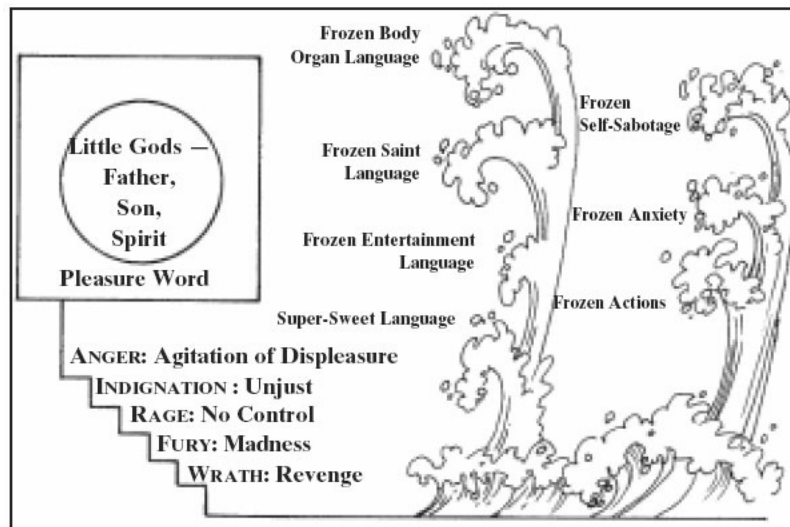 Little Gods —
Father,
Son,
Spirit
Pleasure Word
ANGER: Agitation of Displeasure
INDIGNATION : Unjust
RAGE: No Control
FURY: Madness
WRATH: Revenge
Frozen Body
Organ Language
Frozen Saint
Language
Frozen Entertainment
Language
Super-Sweet Language
Frozen
Self-Sabotage
Frozen Anxiety
Frozen Actions